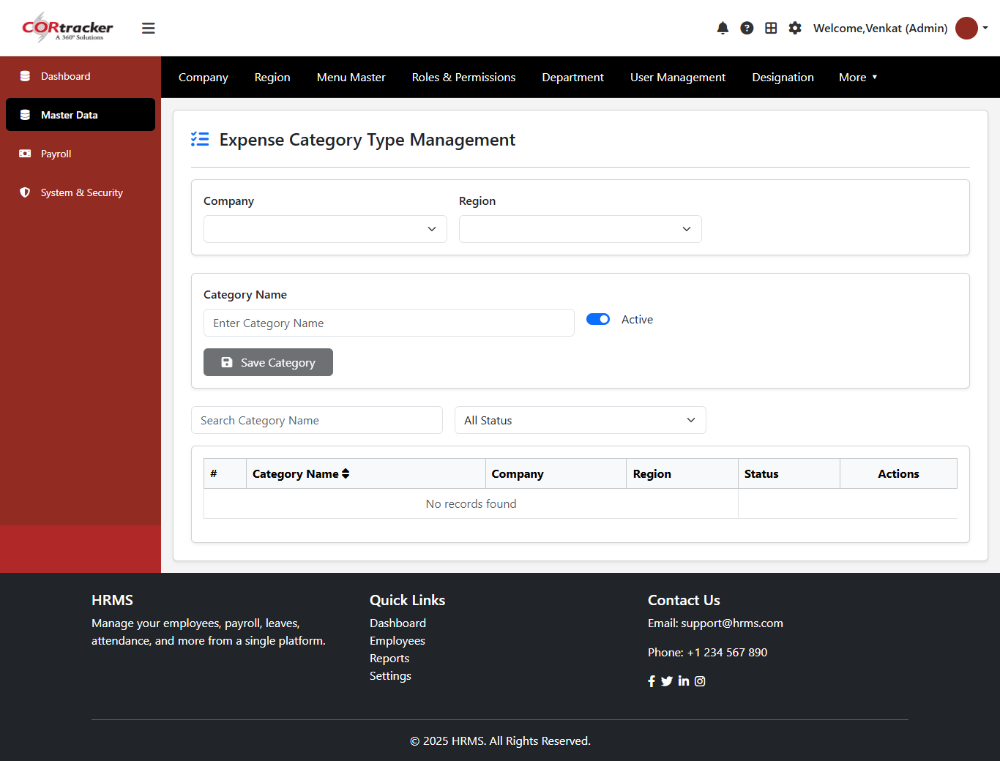 CORtracker
A 360° Solutions
Welcome,Venkat (Admin)
Dashboard
Master Data
Payroll
System & Security
Company Region Menu Master Roles & Permissions Department User Management Designation More
Expense Category Type Management
Company Region
Category Name
Enter Category Name Active
Save Category
Search Category Name All Status
# Category Name Company Region Status Actions
No records found
HRMS
Manage your employees, payroll, leaves,
attendance, and more from a single platform.
Quick Links
Dashboard
Employees
Reports
Settings
Contact Us
Email: support@hrms.com
Phone: +1 234 567 890
© 2025 HRMS. All Rights Reserved.